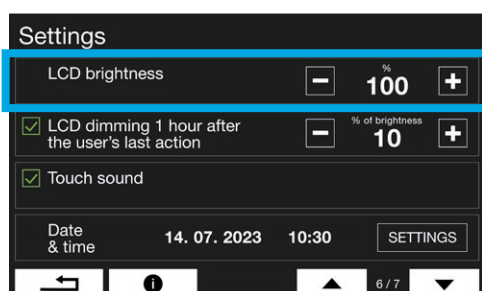 Settings
LCD brightness
%
− 100 +
LCD dimming 1 hour after
the user's last action
% of brightness
− 10 +
Touch sound
Date
& time
14. 07. 2023 10:30 SETTINGS
6 / 7